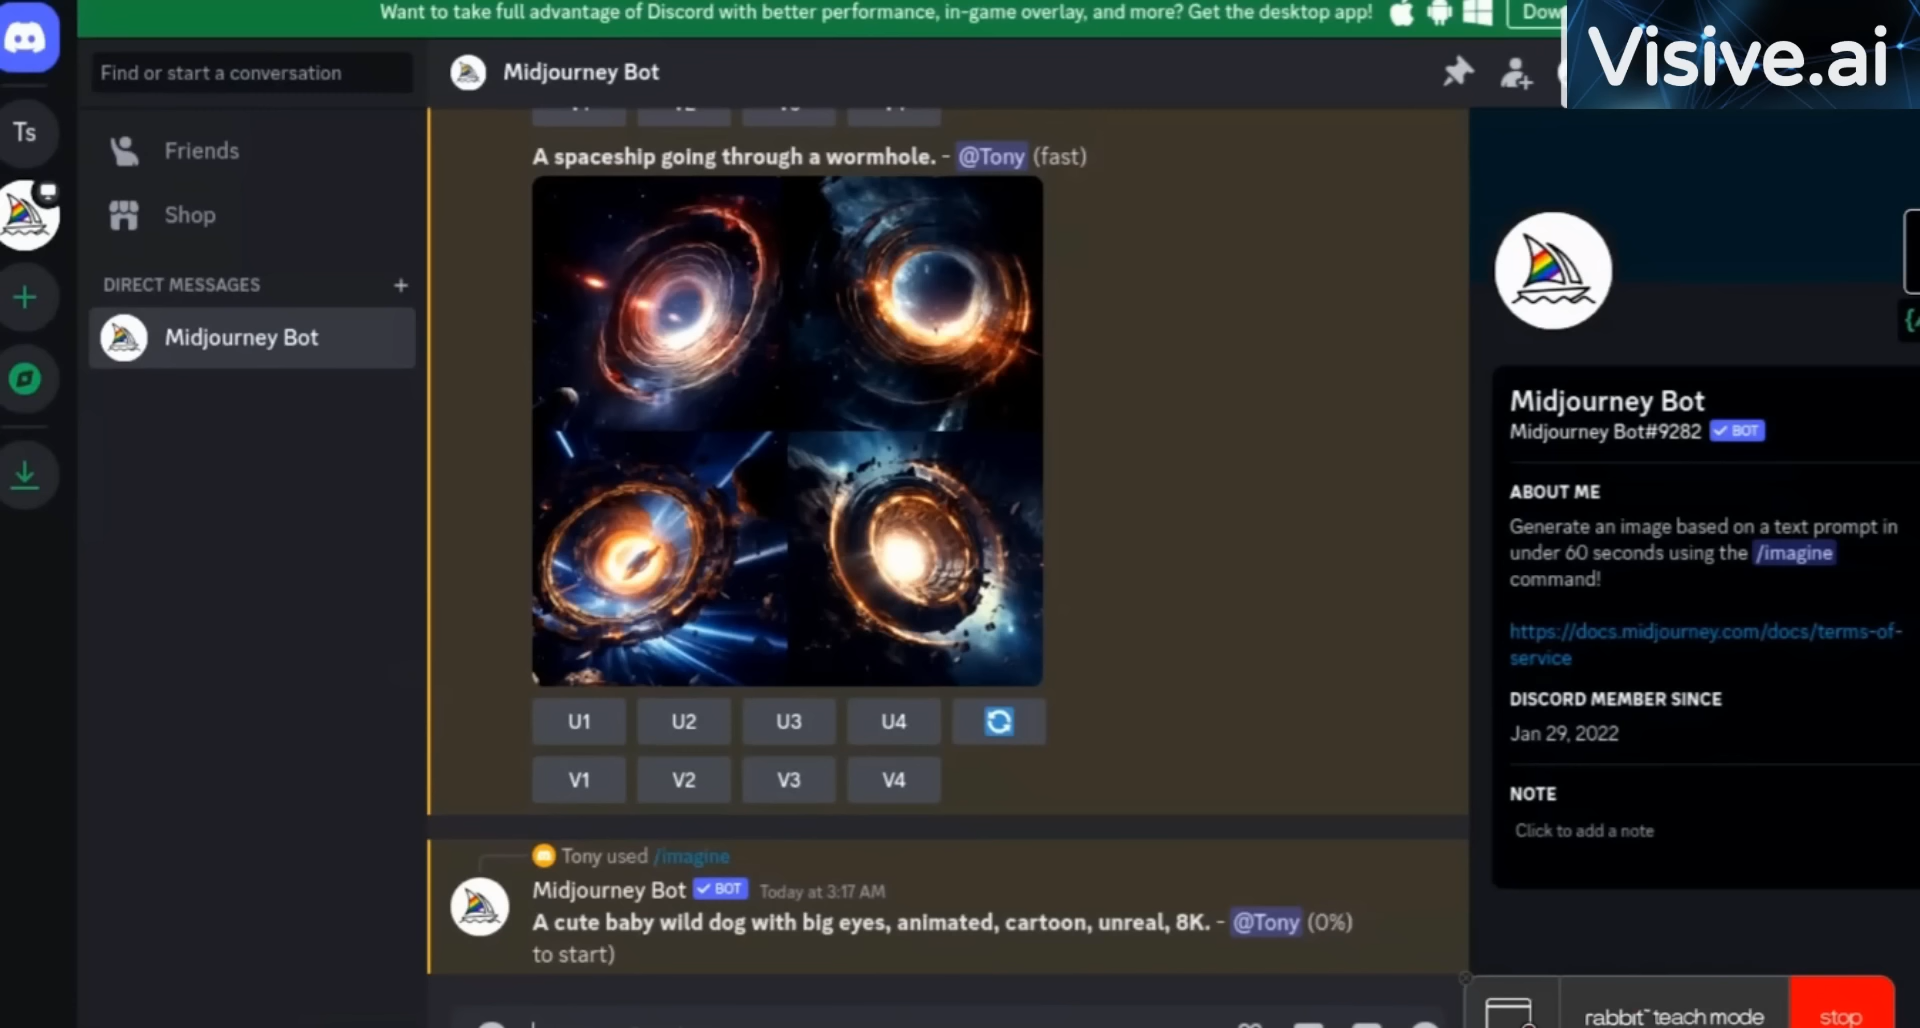 Want to take full advantage of Discord with better performance, in-game overlay, and more? Get the desktop app!
Dow
Visive.ai
Find or start a conversation
Midjourney Bot
Ts
Friends
Shop
DIRECT MESSAGES +
Midjourney Bot
A spaceship going through a wormhole. - @Tony (fast)
U1 U2 U3 U4
V1 V2 V3 V4
Tony used /imagine
Midjourney Bot ✓ BOT Today at 3:17 AM
A cute baby wild dog with big eyes, animated, cartoon, unreal, 8K. - @Tony (0%)
to start)
Midjourney Bot
Midjourney Bot#9282 ✓ BOT
ABOUT ME
Generate an image based on a text prompt in
under 60 seconds using the /imagine
command!
https://docs.midjourney.com/docs/terms-of-
service
DISCORD MEMBER SINCE
Jan 29, 2022
NOTE
Click to add a note
rabbit™ teach mode
stop